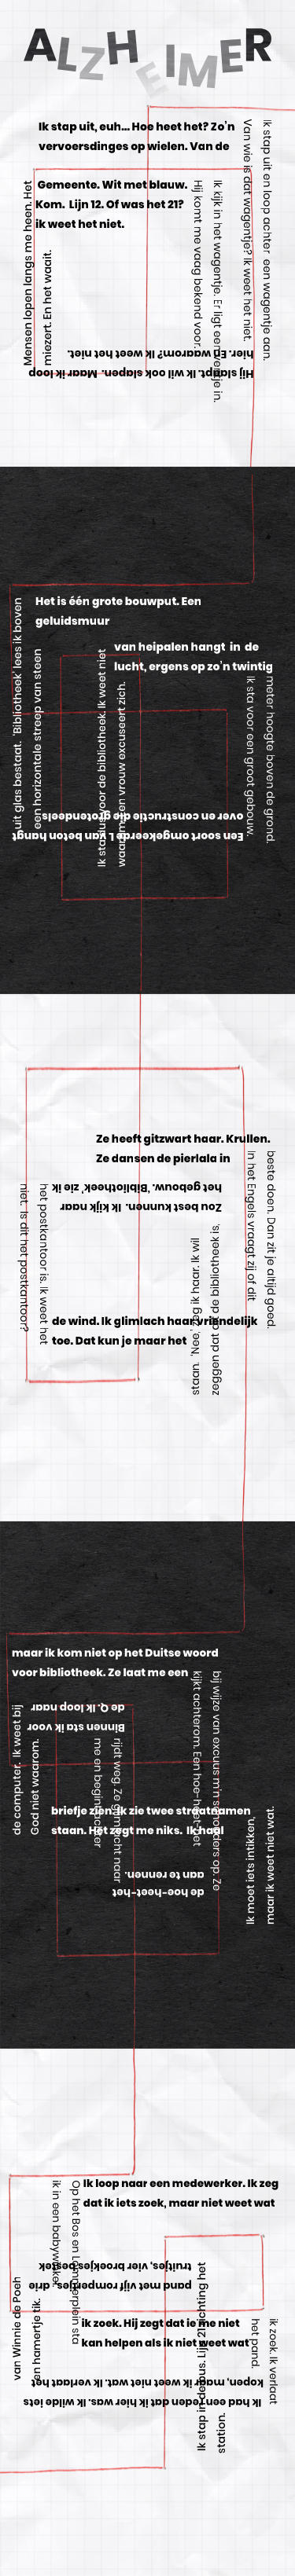 ALZHEIMER
Ik stap uit, euh... Hoe heet het? Zo'n
vervoersdinges op wielen. Van de
Gemeente. Wit met blauw.
Kom. Lijn 12. Of was het 21?
ik weet het niet.
Ik stap uit en loop achter een wagentje aan.
Van wie is dat wagentje? Ik weet het niet.
Ik kijk in het wagentje. Er ligt een ventje in.
Hij komt me vaag bekend voor.
Hij slaapt. Ik wil ook slapen. Maar ik loop
hier. En waarom? Ik weet het niet.
Mensen lopen langs me heen. Het
miezert. En het waait.
Het is één grote bouwput. Een
geluidsmuur
van heipalen hangt in de
lucht, ergens op zo'n twintig
meter hoogte boven de grond.
Ik sta voor een groot gebouw.
Een soort omgekeerde L van beton hangt
over en constructie die grotendeels
uit glas bestaat. 'Bibliotheek' lees ik boven
een horizontale streep van steen
Ik sta dus voor de bibliotheek. Ik weet niet
waarom. Een vrouw excuseert zich.
Ze heeft gitzwart haar. Krullen.
Ze dansen de pierlala in
de wind. Ik glimlach haar vriendelijk
toe. Dat kun je maar het
beste doen. Dan zit je altijd goed.
In het Engels vraagt zij of dit
het postkantoor is. Ik weet het
niet. Is dit het postkantoor?
Zou best kunnen. Ik kijk naar
het gebouw. 'Bibliotheek' zie ik
staan. 'Nee,' zeg ik haar. Ik wil
zeggen dat dit de bibliotheek is,
maar ik kom niet op het Duitse woord
voor bibliotheek. Ze laat me een
briefje zien. Ik zie twee straatnamen
staan. Het zegt me niks. Ik haal
bij wijze van excuus m'n schouders op. Ze
kijkt achterom. Een hoe-heet-het
rijdt weg. Ze glimlacht naar
me en begint achter
de hoe-heet-het
aan te rennen.
Binnen sta ik voor
de Q. Ik loop naar
de computer. Ik weet bij
God niet waarom.
Ik moet iets intikken,
maar ik weet niet wat.
Ik loop naar een medewerker. Ik zeg
dat ik iets zoek, maar niet weet wat
ik zoek. Hij zegt dat ie me niet
kan helpen als ik niet weet wat
ik zoek. Ik verlaat
het pand.
Ik stap in de bus. Lijn 21 richting het
station.
Op het Bos en Lommerplein sta
ik in een babywinkel.
Ik had een reden dat ik hier was. Ik wilde iets
kopen, maar ik weet niet wat. Ik verlaat het
pand met vijf rompertjes, drie
truitjes, vier broekjes, bestek
van Winnie de Poeh
en hamertje tik.